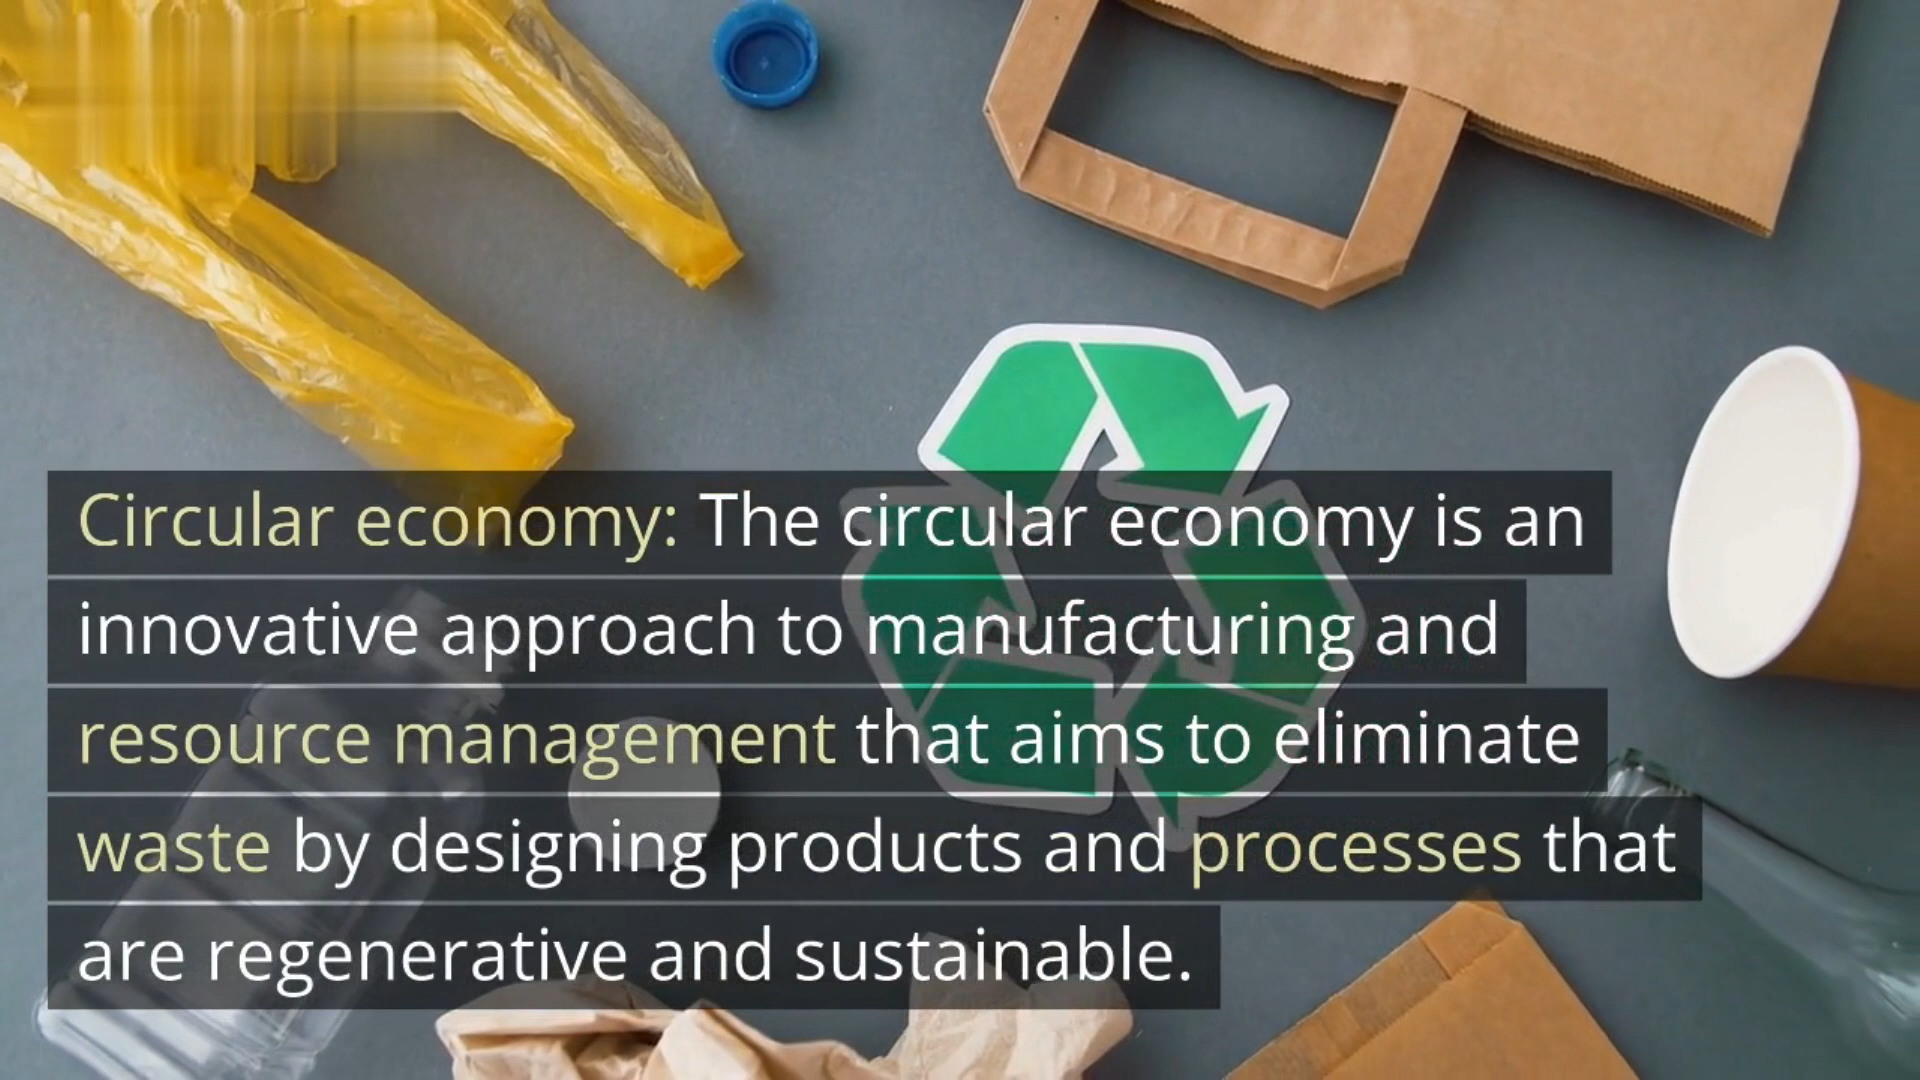 Circular economy: The circular economy is an
innovative approach to manufacturing and
resource management that aims to eliminate
waste by designing products and processes that
are regenerative and sustainable.